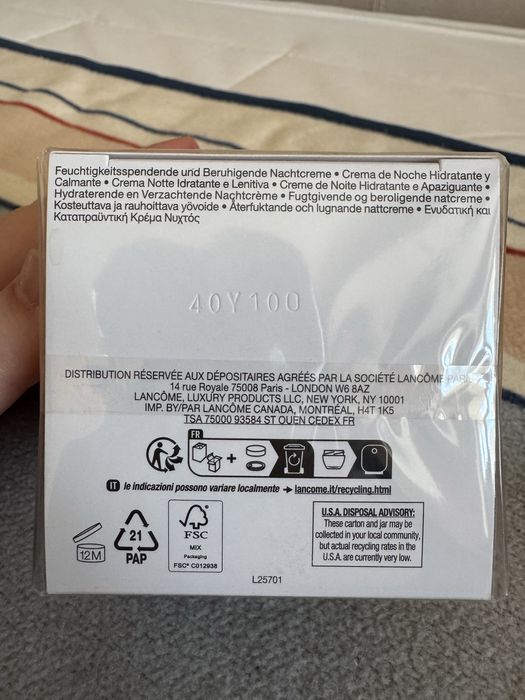 Feuchtigkeitsspendende und Beruhigende Nachtcreme • Crema de Noche Hidratante y
Calmante • Crema Notte Idratante e Lenitiva • Creme de Noite Hidratante e Apaziguante •
Hydraterende en Verzachtende Nachtcrème • Fugtgivende og beroligende natcreme •
Kosteuttava ja rauhoittava yövoide • Återfuktande och lugnande nattcreme • Ενυδατική και
Καταπραϋντική Κρέμα Νυχτός
40Y100
DISTRIBUTION RÉSERVÉE AUX DÉPOSITAIRES AGRÉÉS PAR LA SOCIÉTÉ LANCÔME PARIS
14 rue Royale 75008 Paris - LONDON W6 8AZ
LANCÔME, LUXURY PRODUCTS LLC, NEW YORK, NY 10001
IMP. BY/PAR LANCÔME CANADA, MONTRÉAL, H4T 1K5
TSA 75000 93584 ST OUEN CEDEX FR
FR
+
IT le indicazioni possono variare localmente → lancome.it/recycling.html
12M
21
PAP
FSC
MIX
Packaging
FSC® C012938
U.S.A. DISPOSAL ADVISORY:
These carton and jar may be
collected in your local community,
but actual recycling rates in the
U.S.A. are currently very low.
L25701